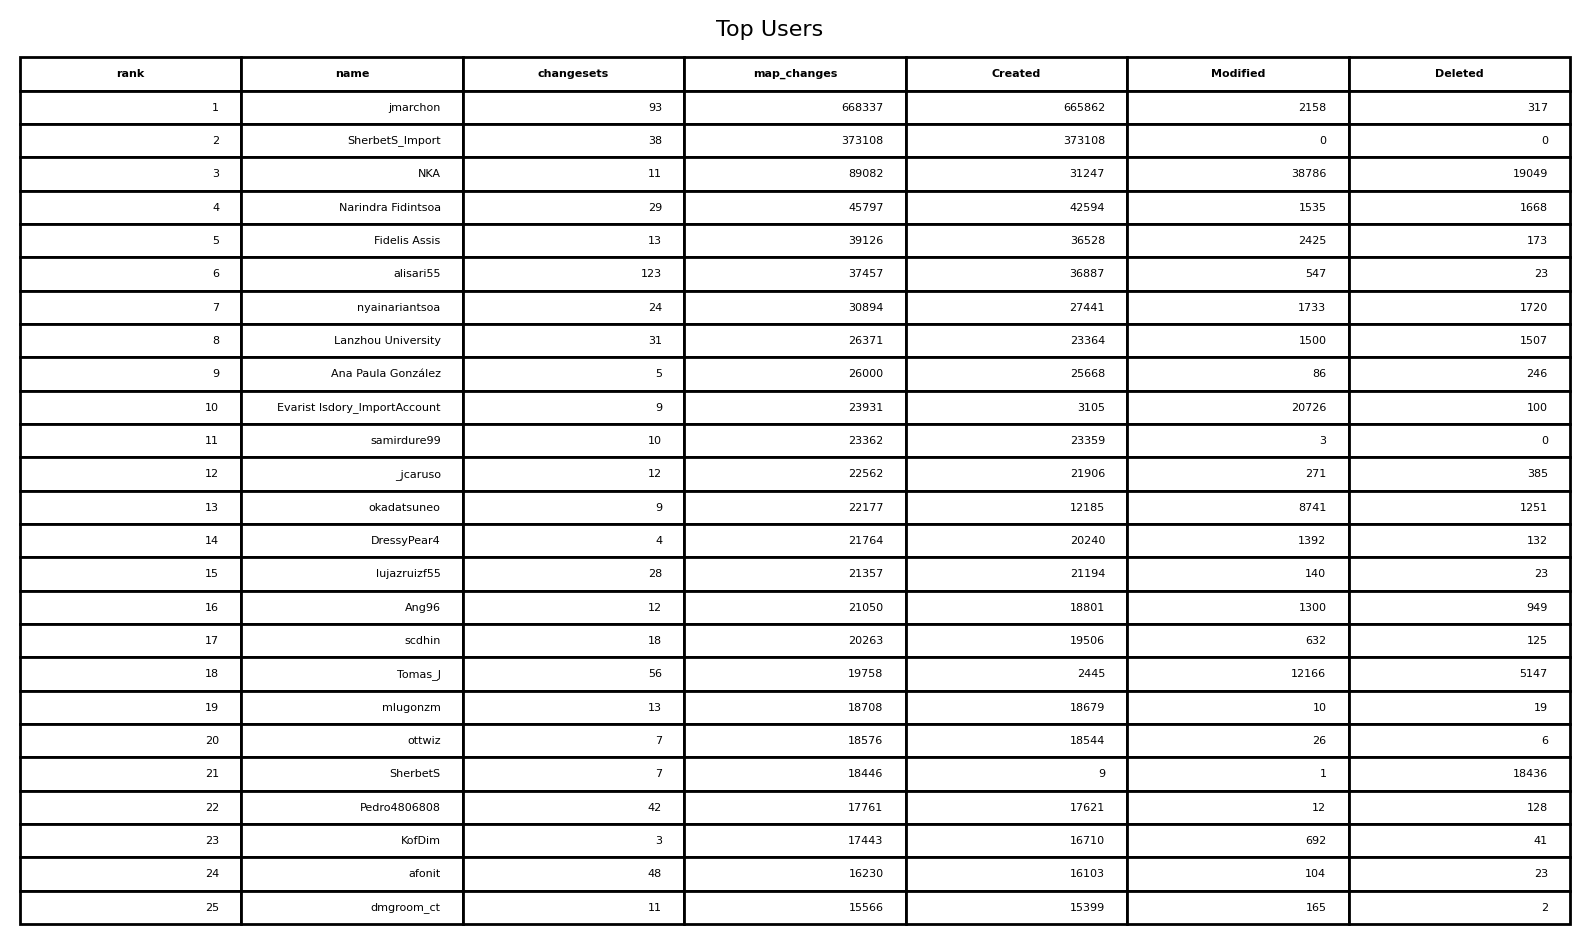 Top Users
rank name changesets map_changes Created Modified Deleted
1 jmarchon 93 668337 665862 2158 317
2 SherbetS_Import 38 373108 373108 0 0
3 NKA 11 89082 31247 38786 19049
4 Narindra Fidintsoa 29 45797 42594 1535 1668
5 Fidelis Assis 13 39126 36528 2425 173
6 alisari55 123 37457 36887 547 23
7 nyainariantsoa 24 30894 27441 1733 1720
8 Lanzhou University 31 26371 23364 1500 1507
9 Ana Paula González 5 26000 25668 86 246
10 Evarist Isdory_ImportAccount 9 23931 3105 20726 100
11 samirdure99 10 23362 23359 3 0
12 _jcaruso 12 22562 21906 271 385
13 okadatsuneo 9 22177 12185 8741 1251
14 DressyPear4 4 21764 20240 1392 132
15 lujazruizf55 28 21357 21194 140 23
16 Ang96 12 21050 18801 1300 949
17 scdhin 18 20263 19506 632 125
18 Tomas_J 56 19758 2445 12166 5147
19 mlugonzm 13 18708 18679 10 19
20 ottwiz 7 18576 18544 26 6
21 SherbetS 7 18446 9 1 18436
22 Pedro4806808 42 17761 17621 12 128
23 KofDim 3 17443 16710 692 41
24 afonit 48 16230 16103 104 23
25 dmgroom_ct 11 15566 15399 165 2